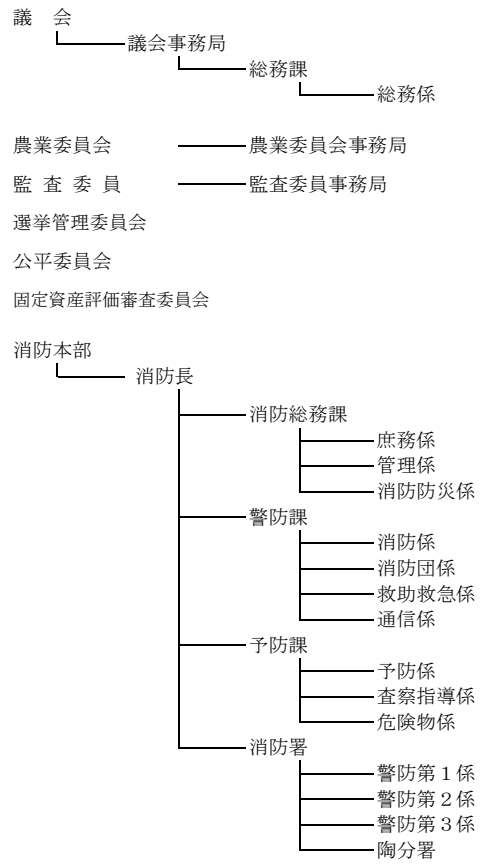 議　会
議会事務局
総務課
総務係
農業委員会 農業委員会事務局
監 査 委 員 監査委員事務局
選挙管理委員会
公平委員会
固定資産評価審査委員会
消防本部
消防長
消防総務課
庶務係
管理係
消防防災係
警防課
消防係
消防団係
救助救急係
通信係
予防課
予防係
査察指導係
危険物係
消防署
警防第１係
警防第２係
警防第３係
陶分署